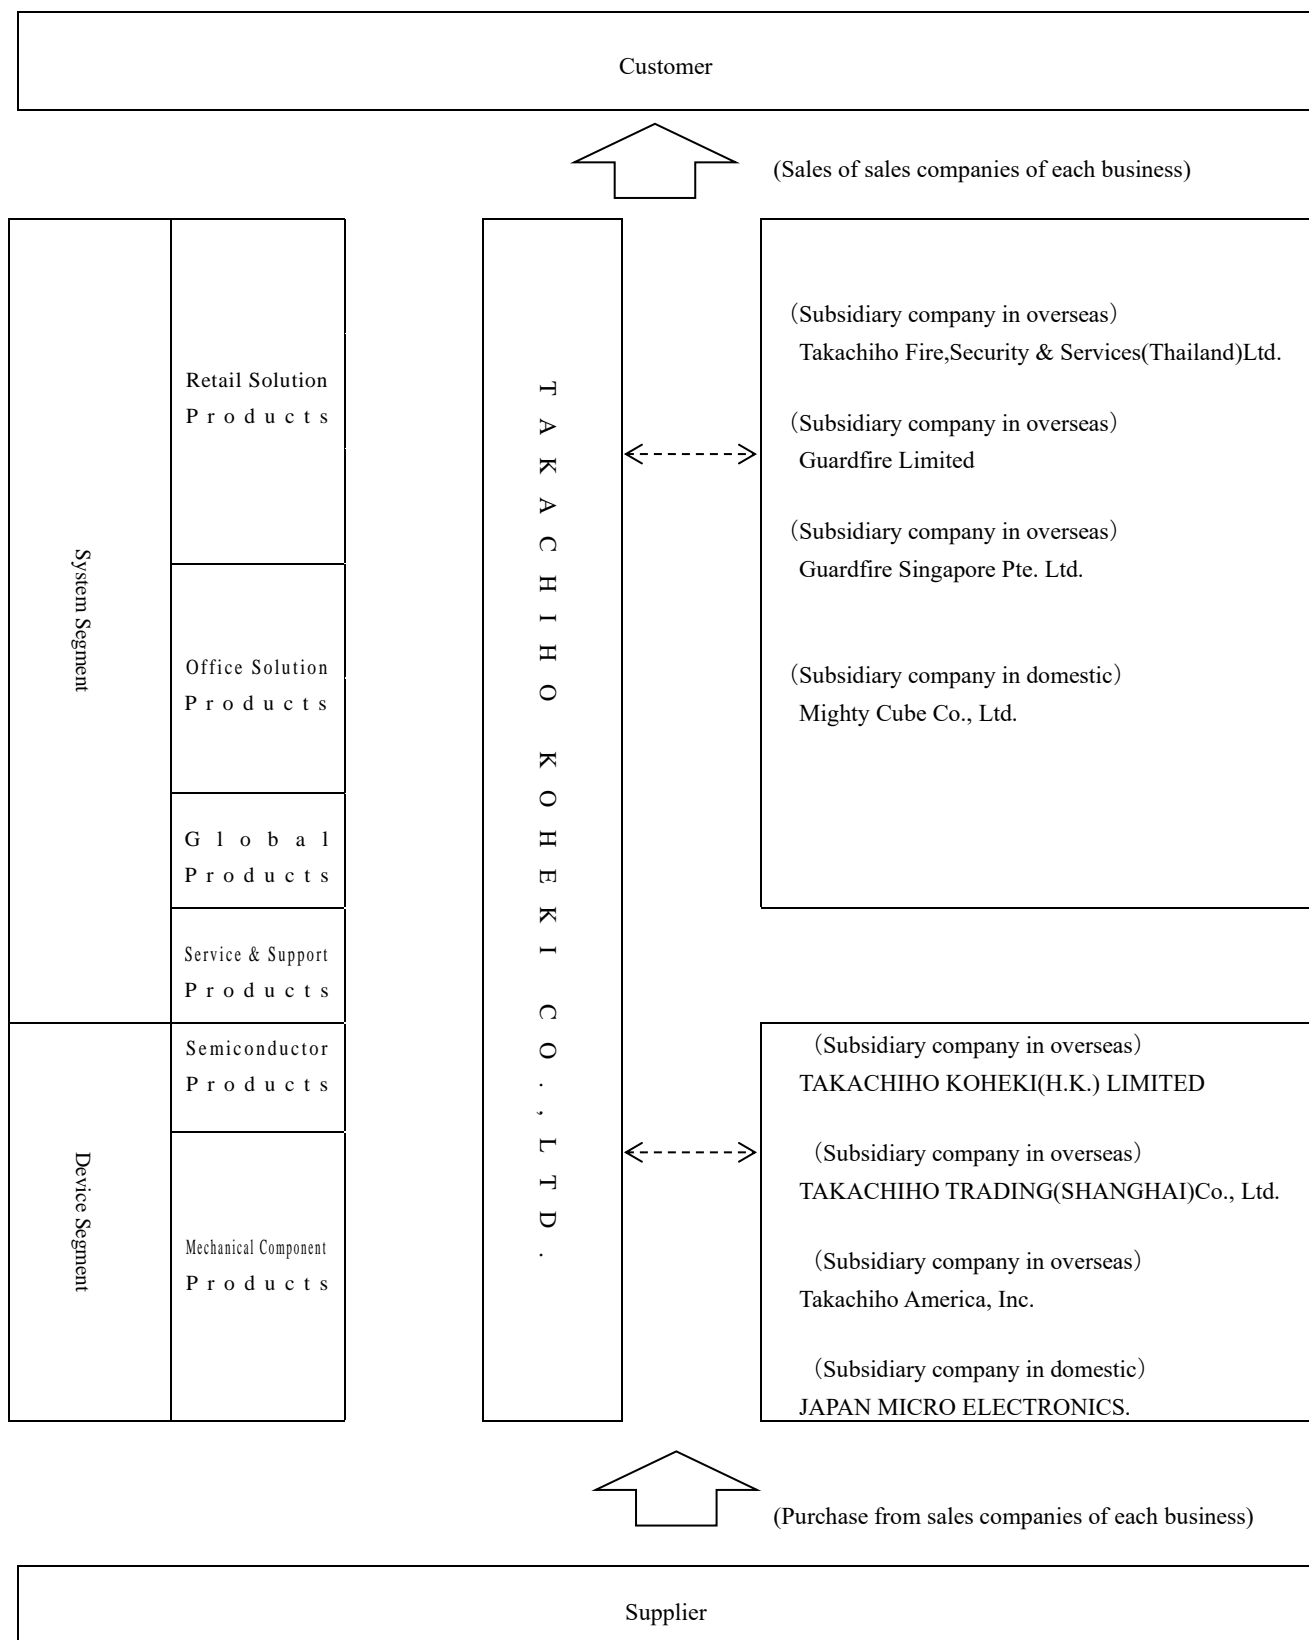 Customer
(Sales of sales companies of each business)
System Segment
Retail Solution
Products
Office Solution
Products
Global
Products
Service & Support
Products
Device Segment
Semiconductor
Products
Mechanical Component
Products
TAKACHIHO KOHEKI CO.,LTD.
（Subsidiary company in overseas）
Takachiho Fire,Security & Services(Thailand)Ltd.
（Subsidiary company in overseas）
Guardfire Limited
（Subsidiary company in overseas）
Guardfire Singapore Pte. Ltd.
（Subsidiary company in domestic）
Mighty Cube Co., Ltd.
（Subsidiary company in overseas）
TAKACHIHO KOHEKI(H.K.) LIMITED
（Subsidiary company in overseas）
TAKACHIHO TRADING(SHANGHAI)Co., Ltd.
（Subsidiary company in overseas）
Takachiho America, Inc.
（Subsidiary company in domestic）
JAPAN MICRO ELECTRONICS.
(Purchase from sales companies of each business)
Supplier